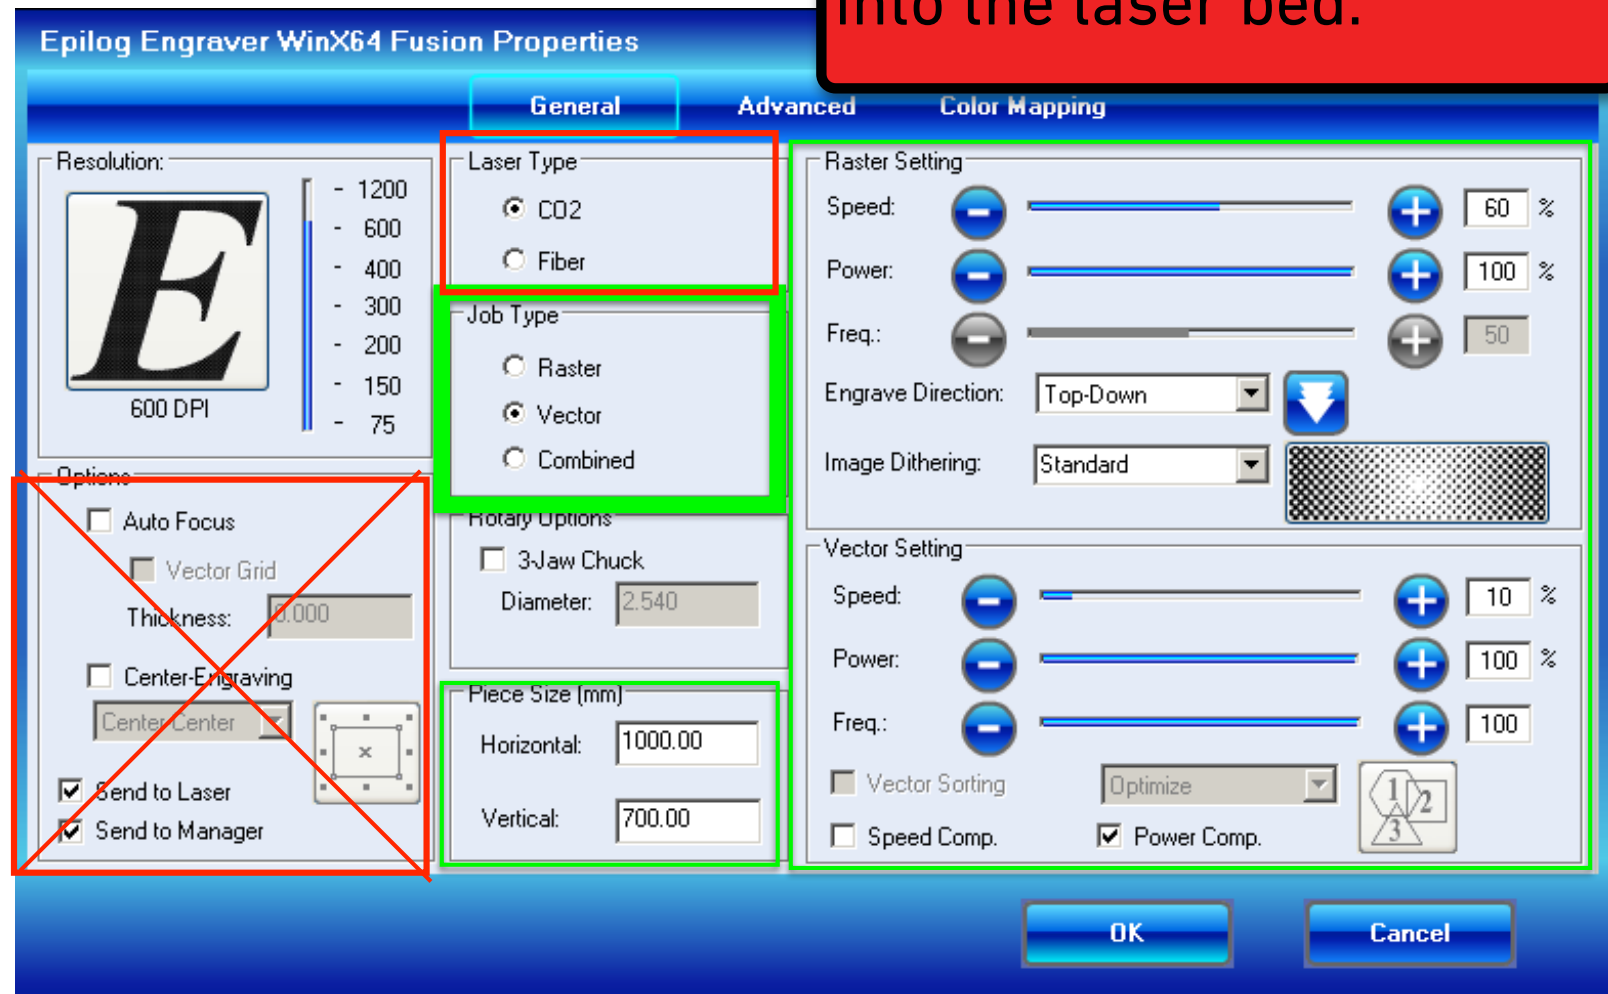 into the laser bed.
Epilog Engraver WinX64 Fusion Properties
General Advanced Color Mapping
Resolution:
E
- 1200
- 600
- 400
- 300
- 200
- 150
- 75
600 DPI
Options
Auto Focus
Vector Grid
Thickness: 0.000
Center-Engraving
Center-Center
Send to Laser
Send to Manager
Laser Type
CO2
Fiber
Job Type
Raster
Vector
Combined
Rotary Options
3-Jaw Chuck
Diameter: 2.540
Piece Size (mm)
Horizontal: 1000.00
Vertical: 700.00
Raster Setting
Speed: 60 %
Power: 100 %
Freq.: 50
Engrave Direction: Top-Down
Image Dithering: Standard
Vector Setting
Speed: 10 %
Power: 100 %
Freq.: 100
Vector Sorting Optimize
1 2
3
Speed Comp. Power Comp.
OK Cancel